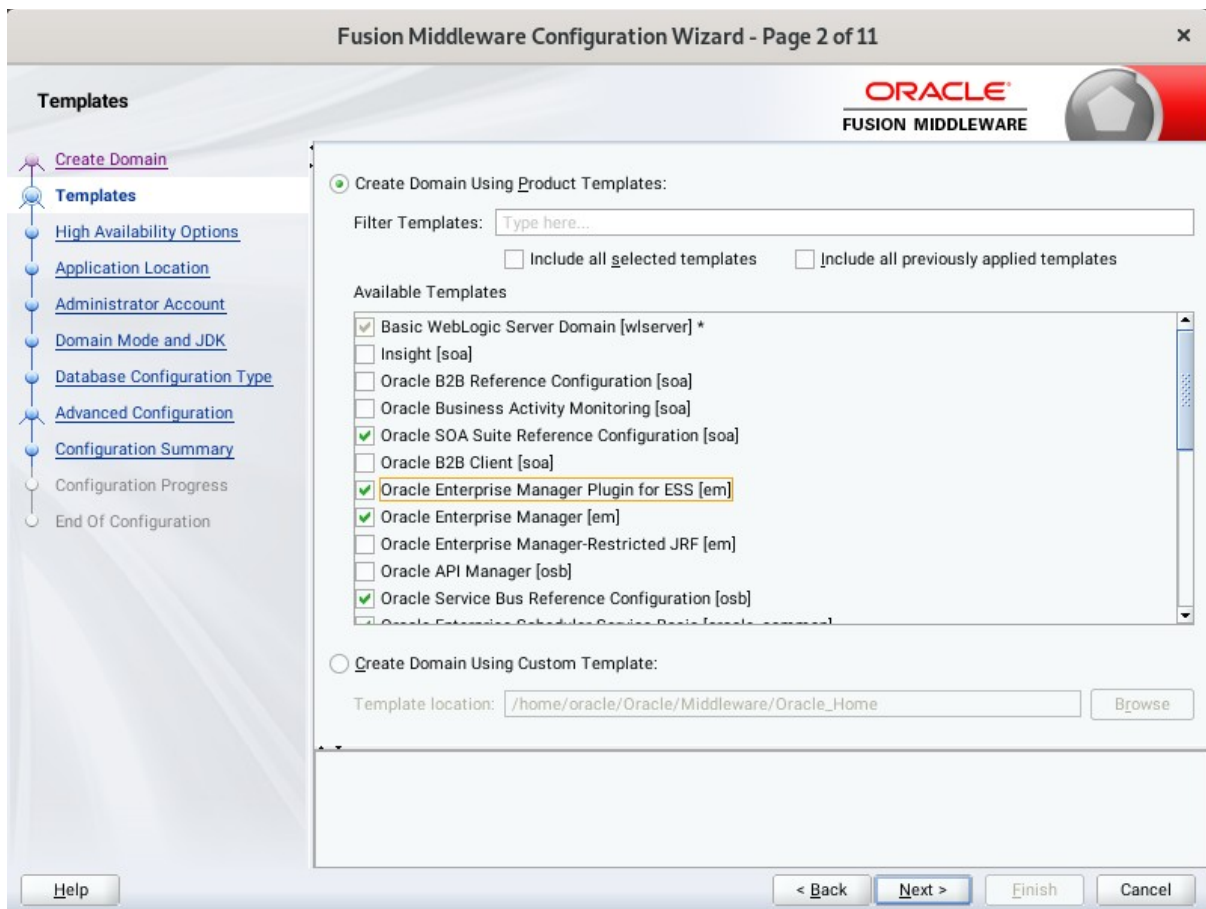 Fusion Middleware Configuration Wizard - Page 2 of 11
Templates
ORACLE
FUSION MIDDLEWARE
Create Domain
Templates
High Availability Options
Application Location
Administrator Account
Domain Mode and JDK
Database Configuration Type
Advanced Configuration
Configuration Summary
Configuration Progress
End Of Configuration
Create Domain Using Product Templates:
Filter Templates: Type here...
Include all selected templates Include all previously applied templates
Available Templates
Basic WebLogic Server Domain [wlserver] *
Insight [soa]
Oracle B2B Reference Configuration [soa]
Oracle Business Activity Monitoring [soa]
Oracle SOA Suite Reference Configuration [soa]
Oracle B2B Client [soa]
Oracle Enterprise Manager Plugin for ESS [em]
Oracle Enterprise Manager [em]
Oracle Enterprise Manager-Restricted JRF [em]
Oracle API Manager [osb]
Oracle Service Bus Reference Configuration [osb]
Oracle Enterprise Scheduler Service Basic [oracle_common]
Create Domain Using Custom Template:
Template location: /home/oracle/Oracle/Middleware/Oracle_Home Browse
Help < Back Next > Finish Cancel